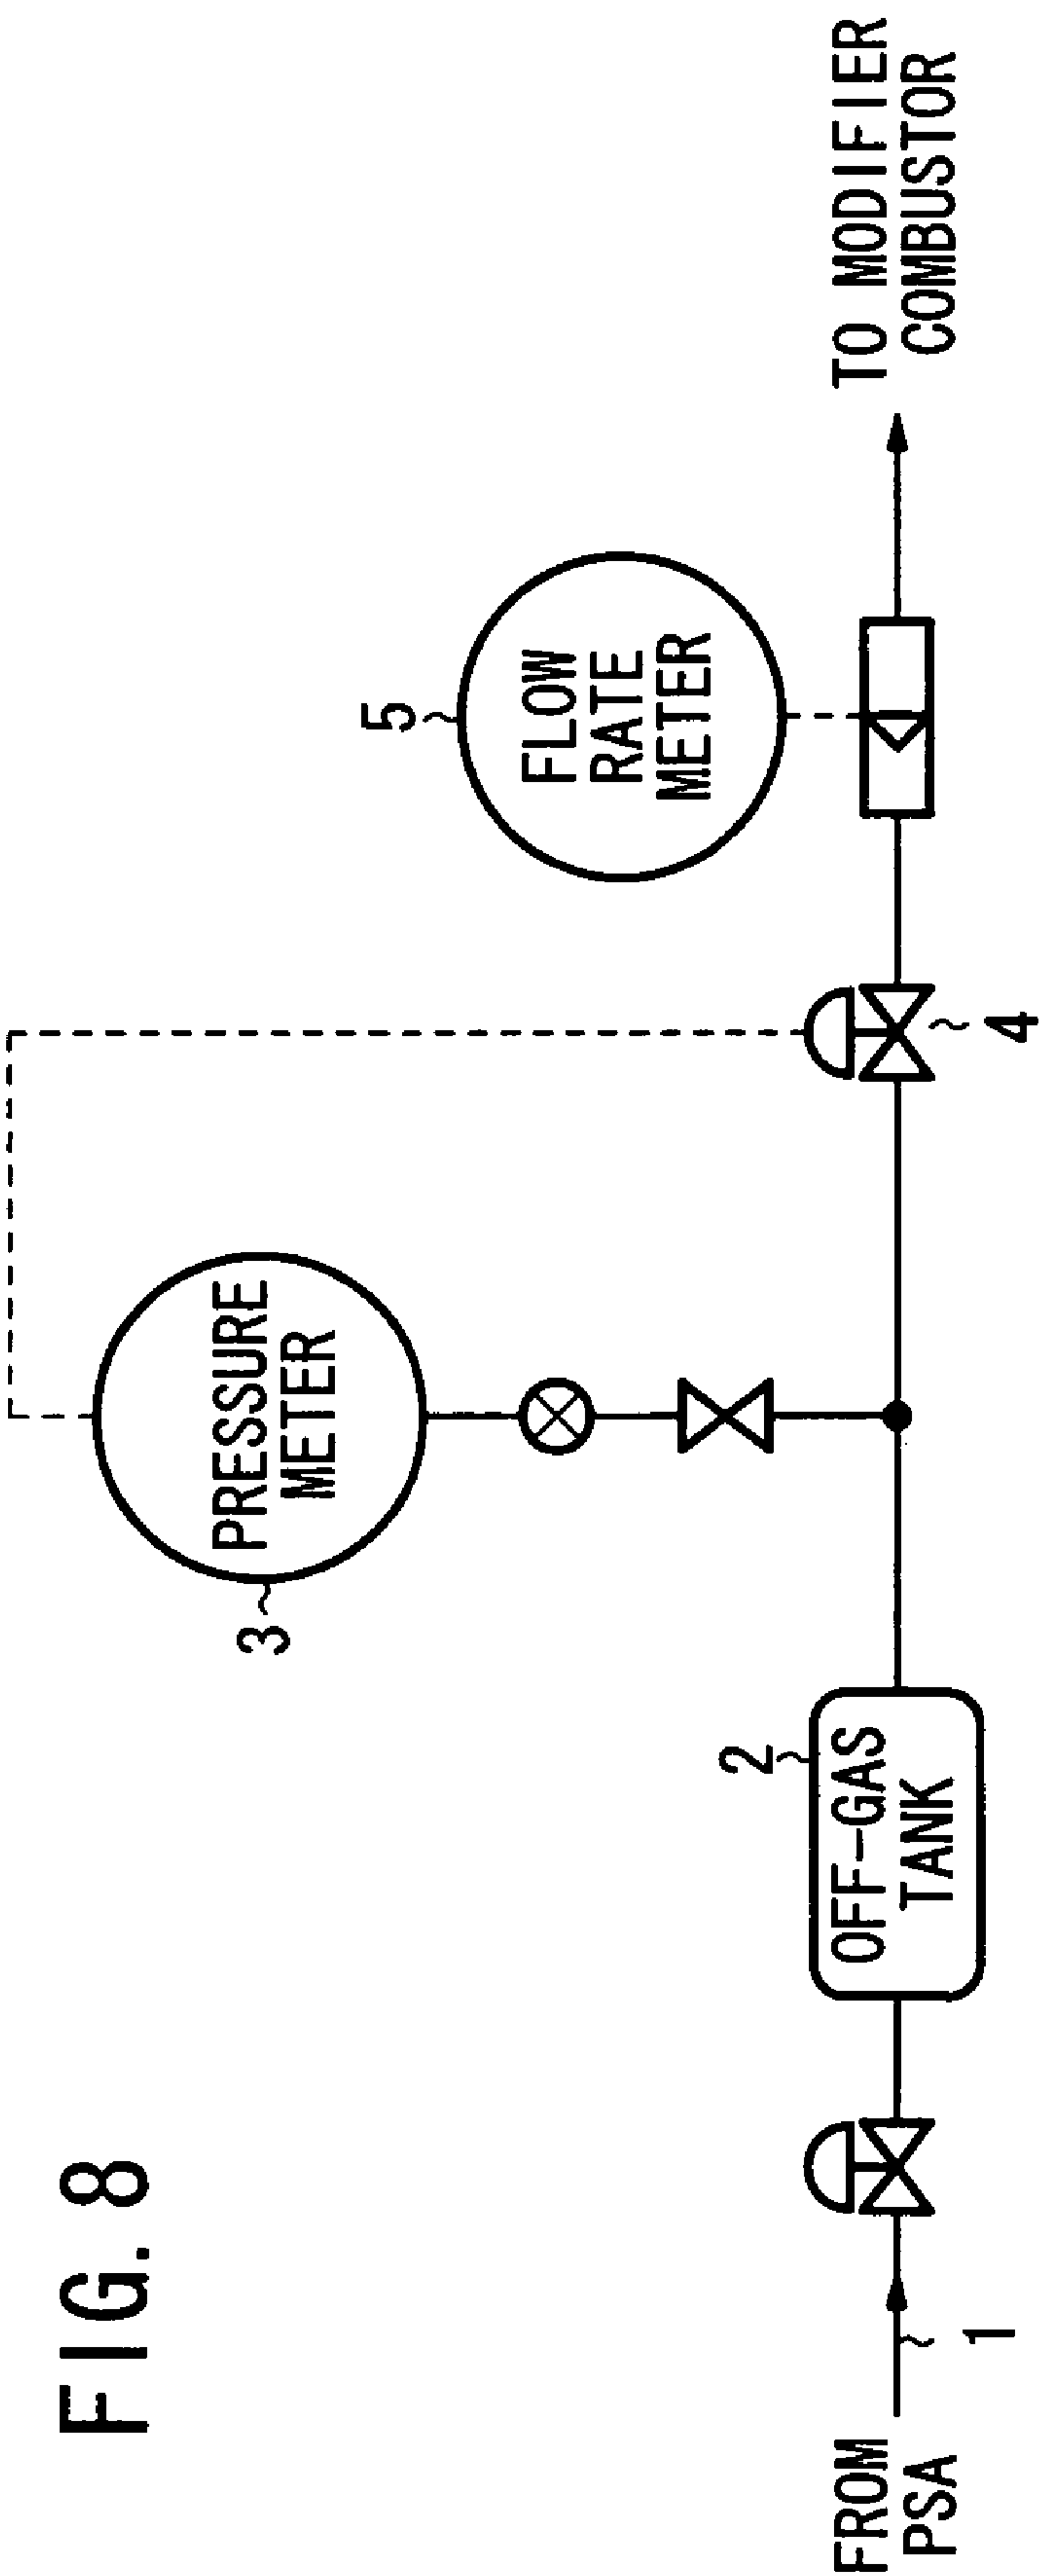 FIG. 8
3
PRESSURE
METER
5
FLOW
RATE
METER
FROM
PSA
1
2
OFF-GAS
TANK
4
TO MODIFIER
COMBUSTOR